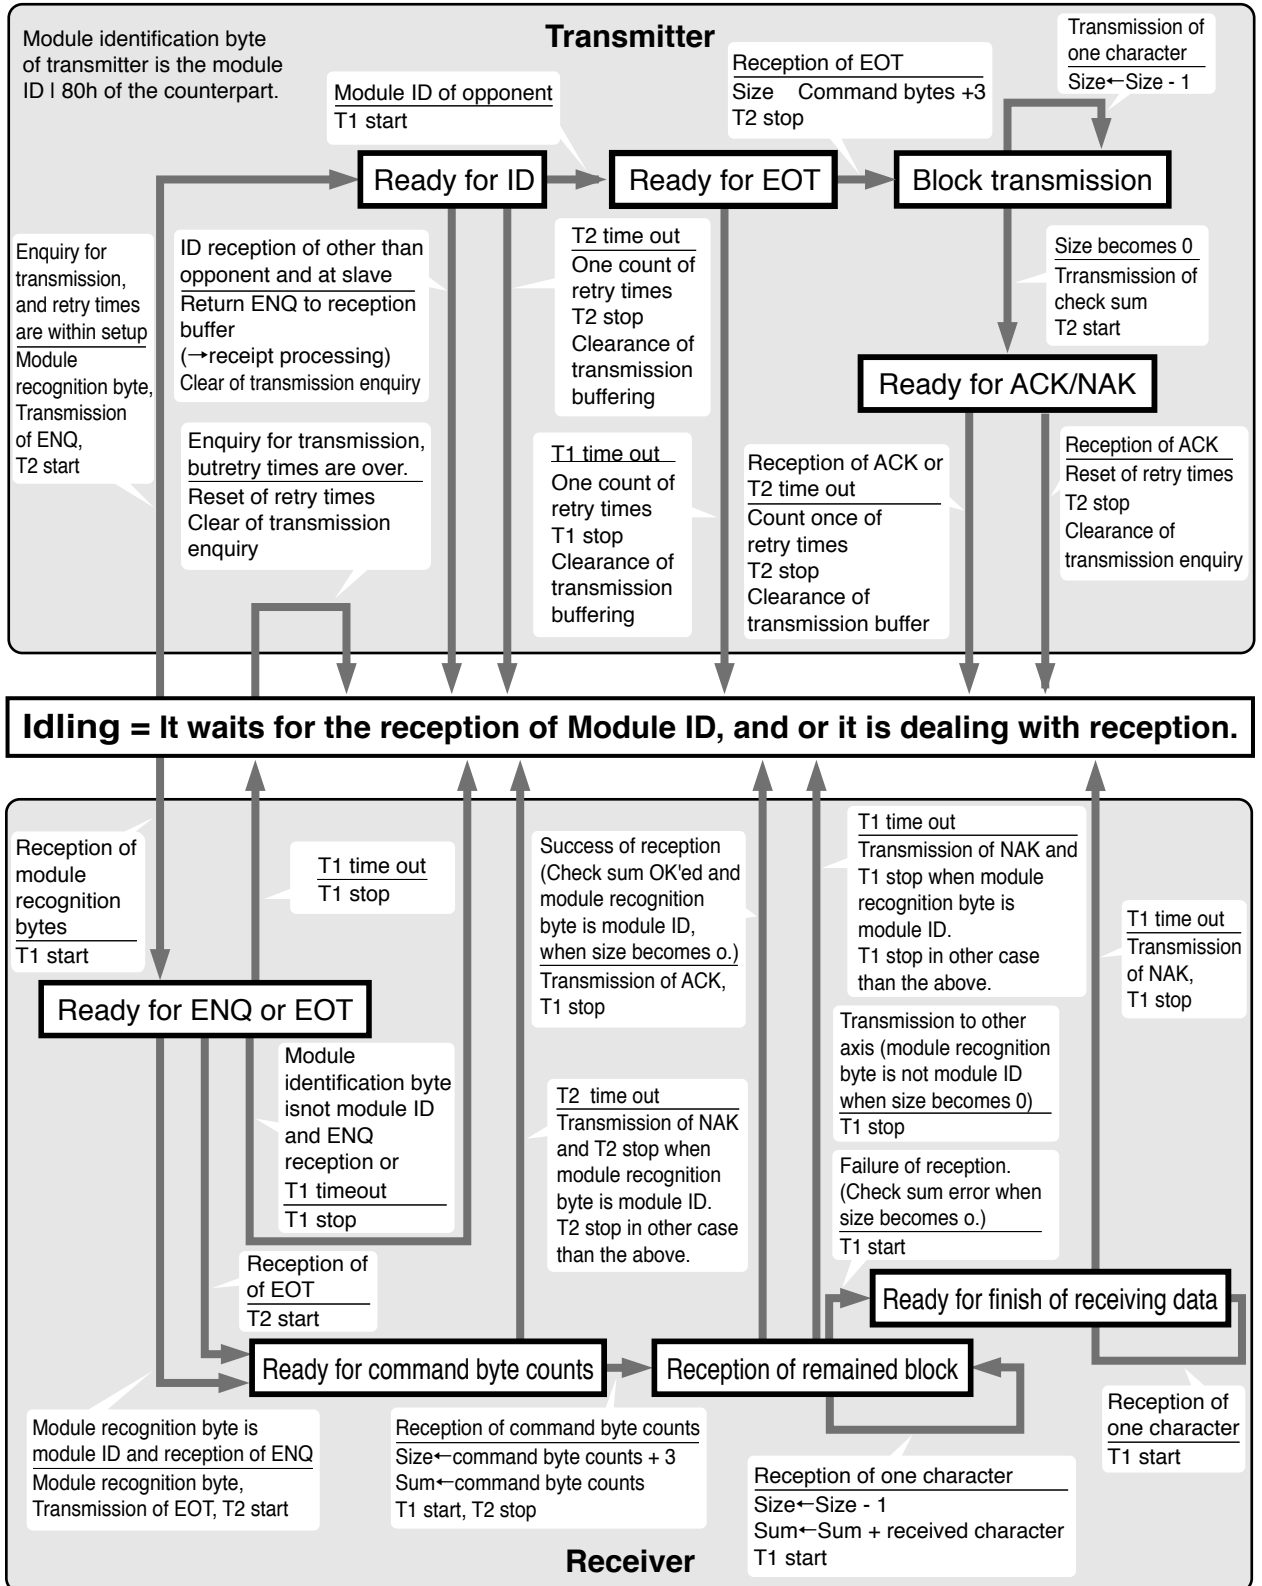 Transmitter
Module identification byte
of transmitter is the module
ID I 80h of the counterpart.
Module ID of opponent
T1 start
Reception of EOT
Size Command bytes +3
T2 stop
Transmission of
one character
Size←Size - 1
Ready for ID
Ready for EOT
Block transmission
Enquiry for
transmission,
and retry times
are within setup
Module
recognition byte,
Transmission
of ENQ,
T2 start
ID reception of other than
opponent and at slave
Return ENQ to reception
buffer
(→receipt processing)
Clear of transmission enquiry
T2 time out
One count of
retry times
T2 stop
Clearance of
transmission
buffering
Size becomes 0
Ttransmission of
check sum
T2 start
Ready for ACK/NAK
Enquiry for transmission,
butretry times are over.
Reset of retry times
Clear of transmission
enquiry
T1 time out
One count of
retry times
T1 stop
Clearance of
transmission
buffering
Reception of ACK or
T2 time out
Count once of
retry times
T2 stop
Clearance of
transmission buffer
Reception of ACK
Reset of retry times
T2 stop
Clearance of
transmission enquiry
Idling = It waits for the reception of Module ID, and or it is dealing with reception.
Reception of
module
recognition
bytes
T1 start
T1 time out
T1 stop
Success of reception
(Check sum OK'ed and
module recognition
byte is module ID,
when size becomes o.)
Transmission of ACK,
T1 stop
T1 time out
Transmission of NAK and
T1 stop when module
recognition byte is
module ID.
T1 stop in other case
than the above.
T1 time out
Transmission
of NAK,
T1 stop
Ready for ENQ or EOT
Module
identification byte
isnot module ID
and ENQ
reception or
T1 timeout
T1 stop
T2 time out
Transmission of NAK
and T2 stop when
module recognition
byte is module ID.
T2 stop in other case
than the above.
Transmission to other
axis (module recognition
byte is not module ID
when size becomes 0)
T1 stop
Failure of reception.
(Check sum error when
size becomes o.)
T1 start
Reception of
of EOT
T2 start
Ready for finish of receiving data
Ready for command byte counts
Reception of remained block
Module recognition byte is
module ID and reception of ENQ
Module recognition byte,
Transmission of EOT, T2 start
Reception of command byte counts
Size←command byte counts + 3
Sum←command byte counts
T1 start, T2 stop
Reception of one character
Size←Size - 1
Sum←Sum + received character
T1 start
Reception of
one character
T1 start
Receiver